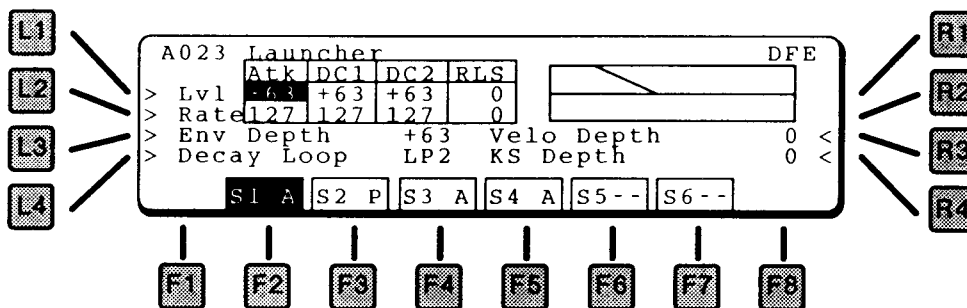 L1
L2
L3
L4
A023 Launcher DFE
Atk DC1 DC2 RLS
> Lvl -63 +63 +63 0
> Rate 127 127 127 0
> Env Depth +63 Velo Depth 0 <
> Decay Loop LP2 KS Depth 0 <
S1 A S2 P S3 A S4 A S5-- S6--
R1
R2
R3
R4
F1 F2 F3 F4 F5 F6 F7 F8